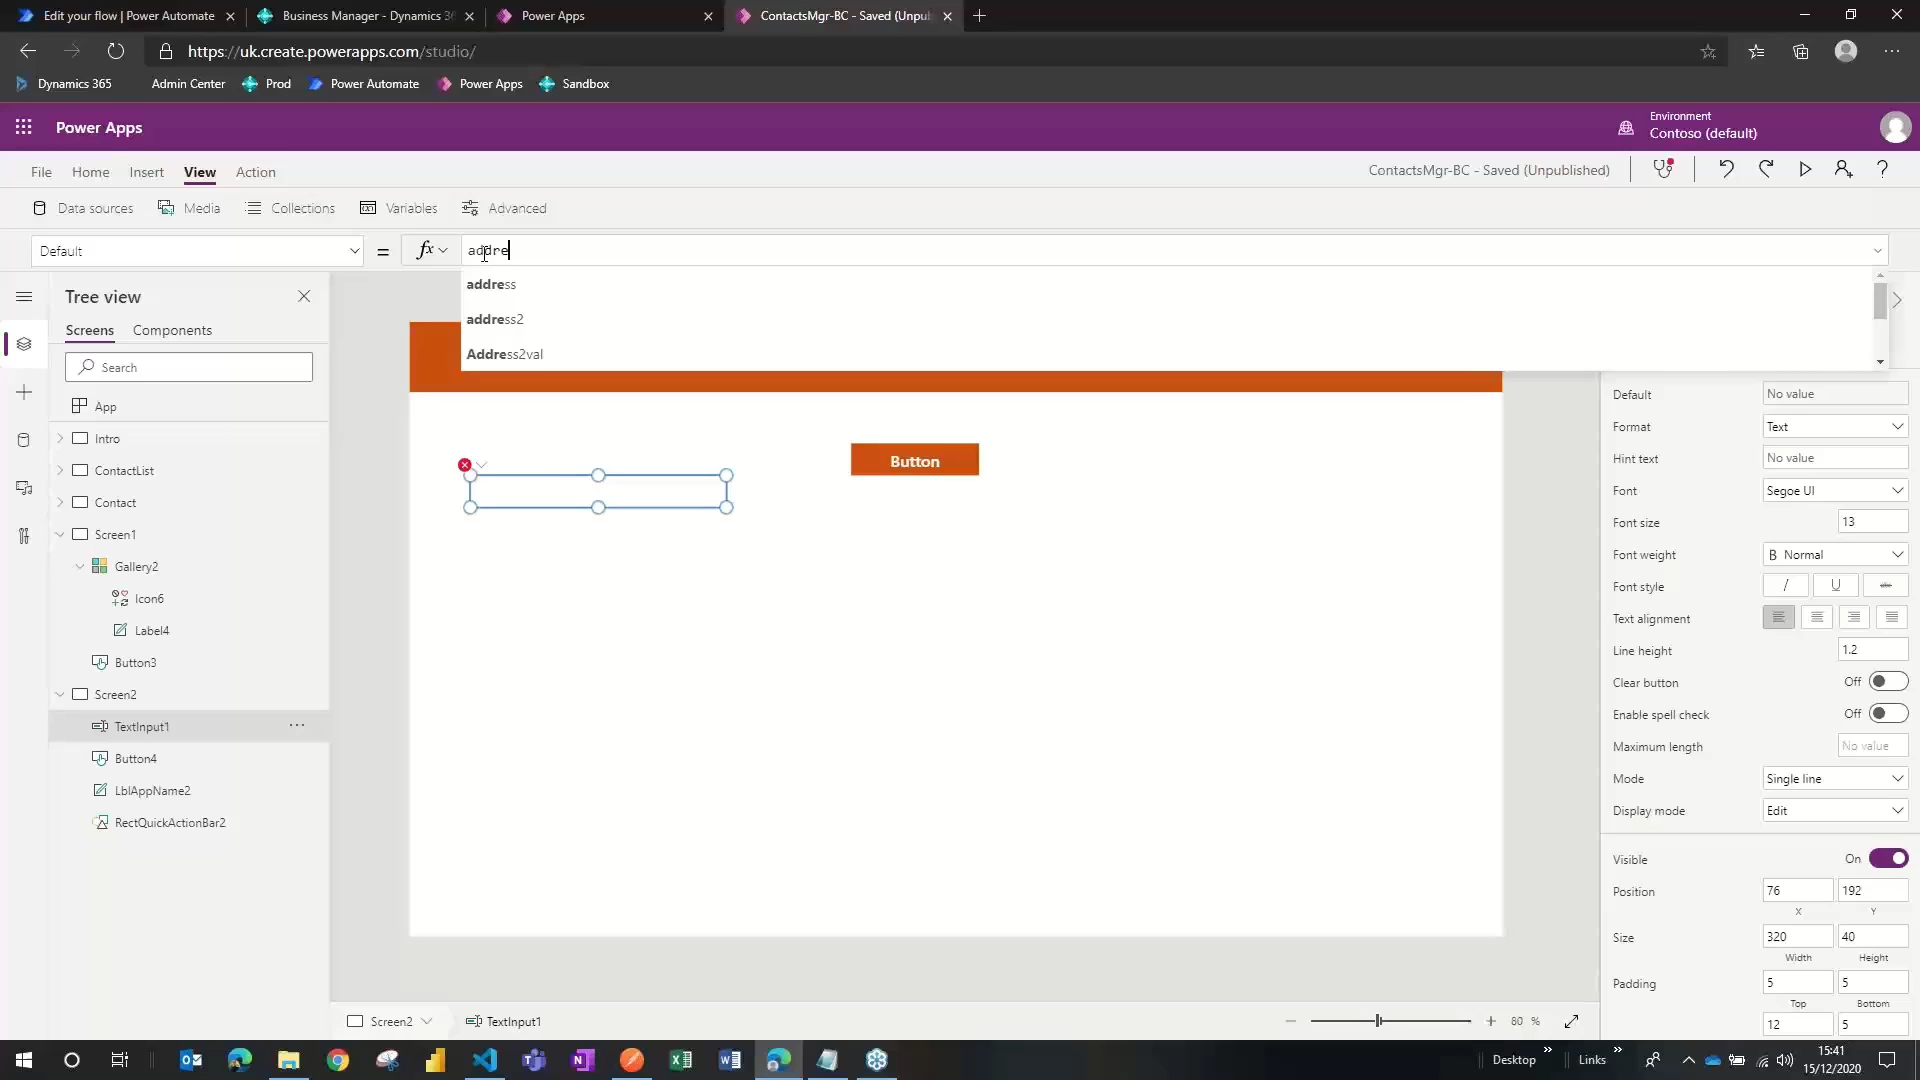 Edit your flow | Power Automate
Business Manager - Dynamics 36
Power Apps
ContactsMgr-BC - Saved (Unpul
https://uk.create.powerapps.com/studio/
Dynamics 365
Admin Center
Prod
Power Automate
Power Apps
Sandbox
Power Apps
Environment
Contoso (default)
File
Home
Insert
View
Action
ContactsMgr-BC - Saved (Unpublished)
Data sources
Media
Collections
Variables
Advanced
Default
=
fx
addre
address
address2
Address2val
Tree view
Screens
Components
Search
App
Intro
ContactList
Contact
Screen1
Gallery2
Icon6
Label4
Button3
Screen2
TextInput1
Button4
LblAppName2
RectQuickActionBar2
Button
Default
No value
Format
Text
Hint text
No value
Font
Segoe UI
Font size
13
Font weight
B Normal
Font style
/ U abc
Text alignment
Line height
1.2
Clear button
Off
Enable spell check
Off
Maximum length
No value
Mode
Single line
Display mode
Edit
Visible
On
Position
76
192
X
Y
Size
320
40
Width
Height
Padding
5
5
Top
Bottom
12
5
Screen2
TextInput1
80 %
Desktop
Links
15:41
15/12/2020